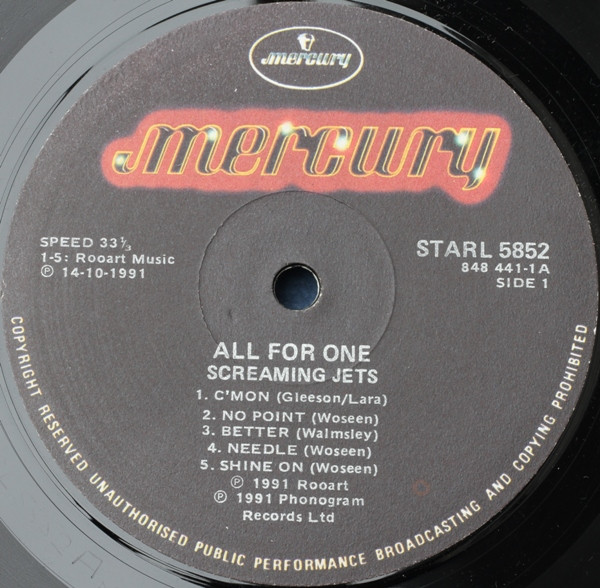 mercury
mercury
SPEED 33⅓
1-5: Rooart Music
℗ 14-10-1991
STARL 5852
848 441-1A
SIDE 1
ALL FOR ONE
SCREAMING JETS
1. C'MON (Gleeson/Lara)
2. NO POINT (Woseen)
3. BETTER (Walmsley)
4. NEEDLE (Woseen)
5. SHINE ON (Woseen)
℗ 1991 Rooart
℗ 1991 Phonogram
Records Ltd
COPYRIGHT RESERVED UNAUTHORISED PUBLIC PERFORMANCE BROADCASTING AND COPYING PROHIBITED